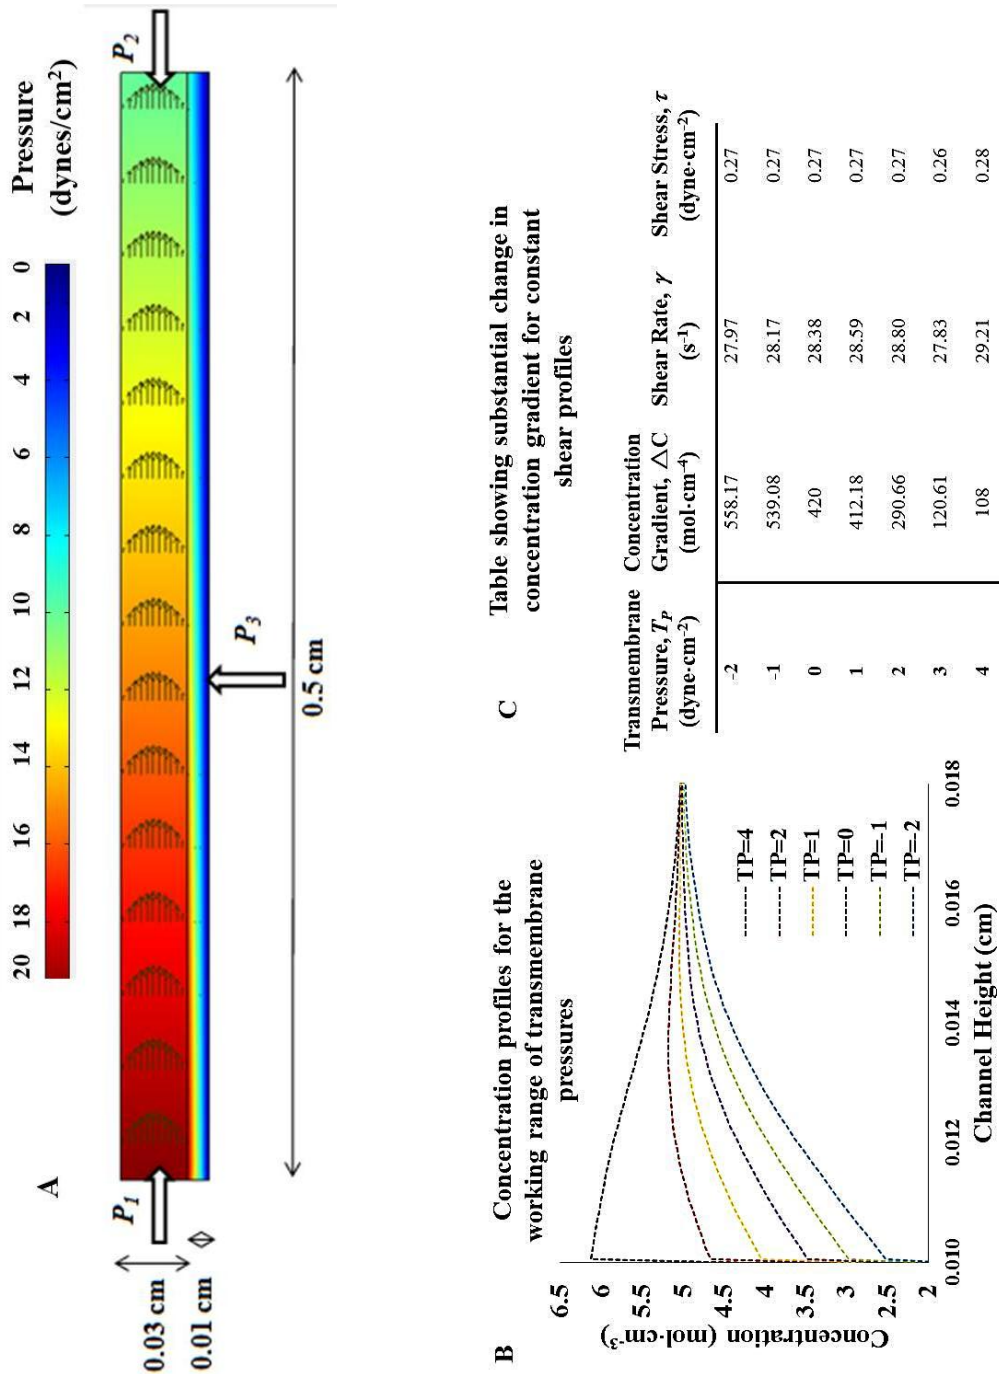 A
Pressure
(dynes/cm²)
20 18 16 14 12 10 8 6 4 2 0
P₁
P₂
P₃
0.03 cm
0.01 cm
0.5 cm
B
Concentration profiles for the
working range of transmembrane
pressures
Concentration (mol·cm⁻³)
6.5
6
5.5
5
4.5
4
3.5
3
2.5
2
0.010 0.012 0.014 0.016 0.018
Channel Height (cm)
TP=4
TP=2
TP=1
TP=0
TP=-1
TP=-2
C
Table showing substantial change in
concentration gradient for constant
shear profiles
Transmembrane Concentration
Pressure, T_P Gradient, △C Shear Rate, γ Shear Stress, τ
(dyne·cm⁻²) (mol·cm⁻⁴) (s⁻¹) (dyne·cm⁻²)
-2 558.17 27.97 0.27
-1 539.08 28.17 0.27
0 420 28.38 0.27
1 412.18 28.59 0.27
2 290.66 28.80 0.27
3 120.61 27.83 0.26
4 108 29.21 0.28